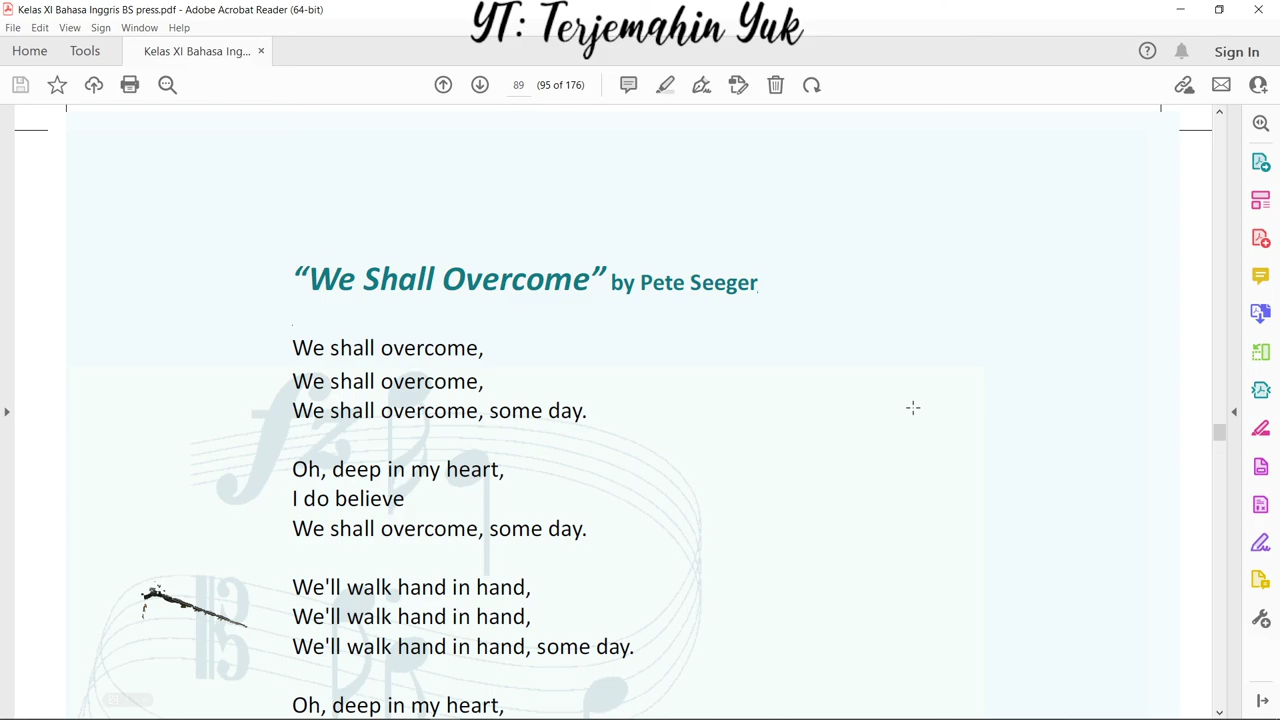 Kelas XI Bahasa Inggris BS press.pdf - Adobe Acrobat Reader (64-bit)
YT: Terjemahin Yuk
File Edit View Sign Window Help
Home Tools Kelas XI Bahasa Ing... × Sign In
89 (95 of 176)
“We Shall Overcome” by Pete Seeger
We shall overcome,
We shall overcome,
We shall overcome, some day.
Oh, deep in my heart,
I do believe
We shall overcome, some day.
We'll walk hand in hand,
We'll walk hand in hand,
We'll walk hand in hand, some day.
Oh, deep in my heart,